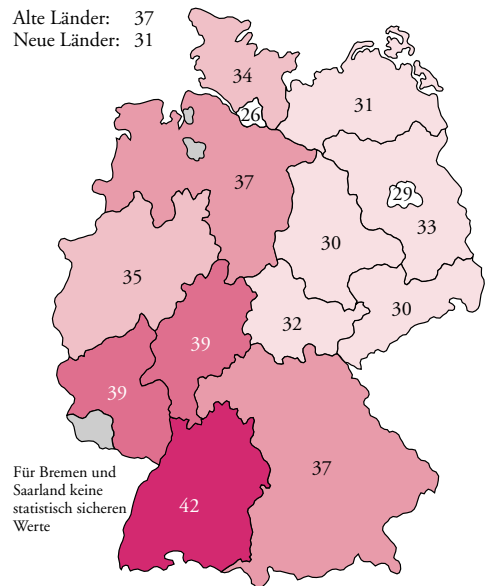 Alte Länder: 37
Neue Länder: 31
34
26
31
37
29
33
30
35
30
32
39
39
37
42
Für Bremen und
Saarland keine
statistisch sicheren
Werte